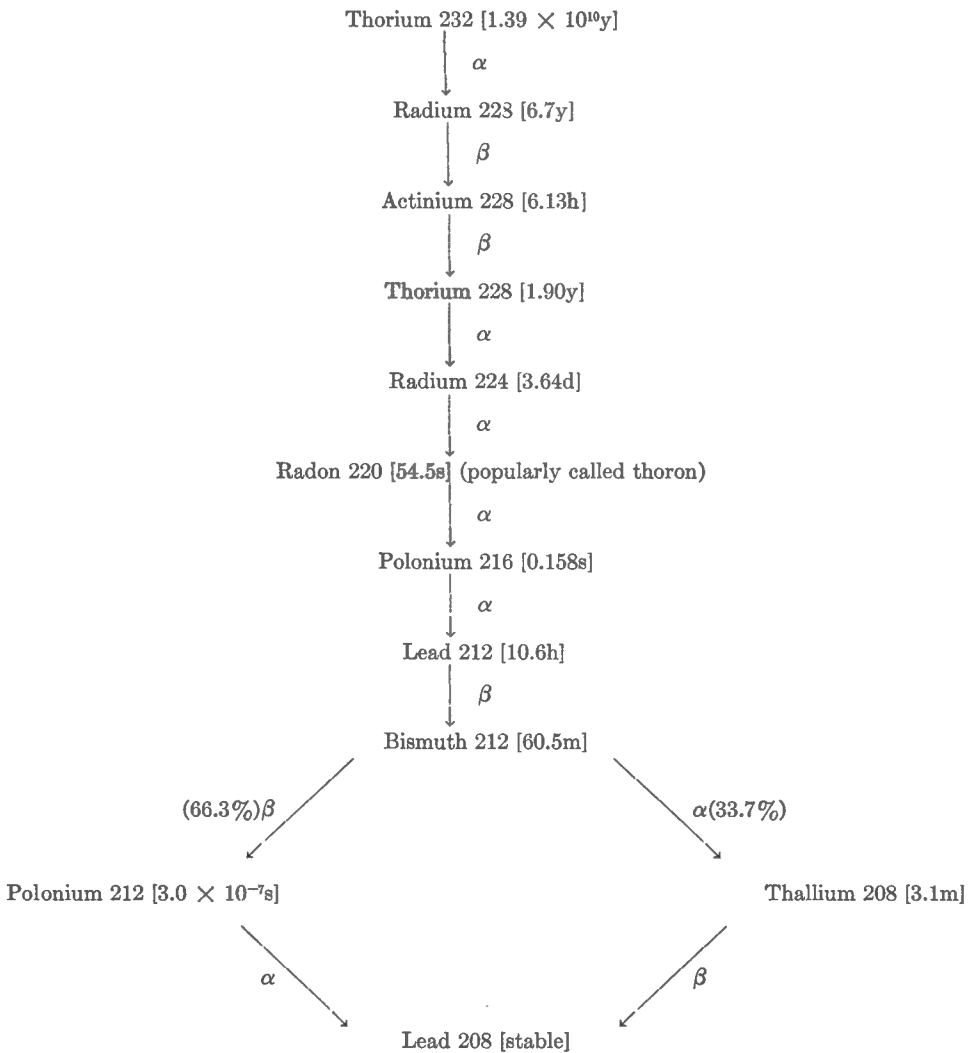 Thorium 232 [1.39 × 10¹⁰y]
α
Radium 228 [6.7y]
β
Actinium 228 [6.13h]
β
Thorium 228 [1.90y]
α
Radium 224 [3.64d]
α
Radon 220 [54.5s] (popularly called thoron)
α
Polonium 216 [0.158s]
α
Lead 212 [10.6h]
β
Bismuth 212 [60.5m]
(66.3%)β α(33.7%)
Polonium 212 [3.0 × 10⁻⁷s] Thallium 208 [3.1m]
α β
Lead 208 [stable]